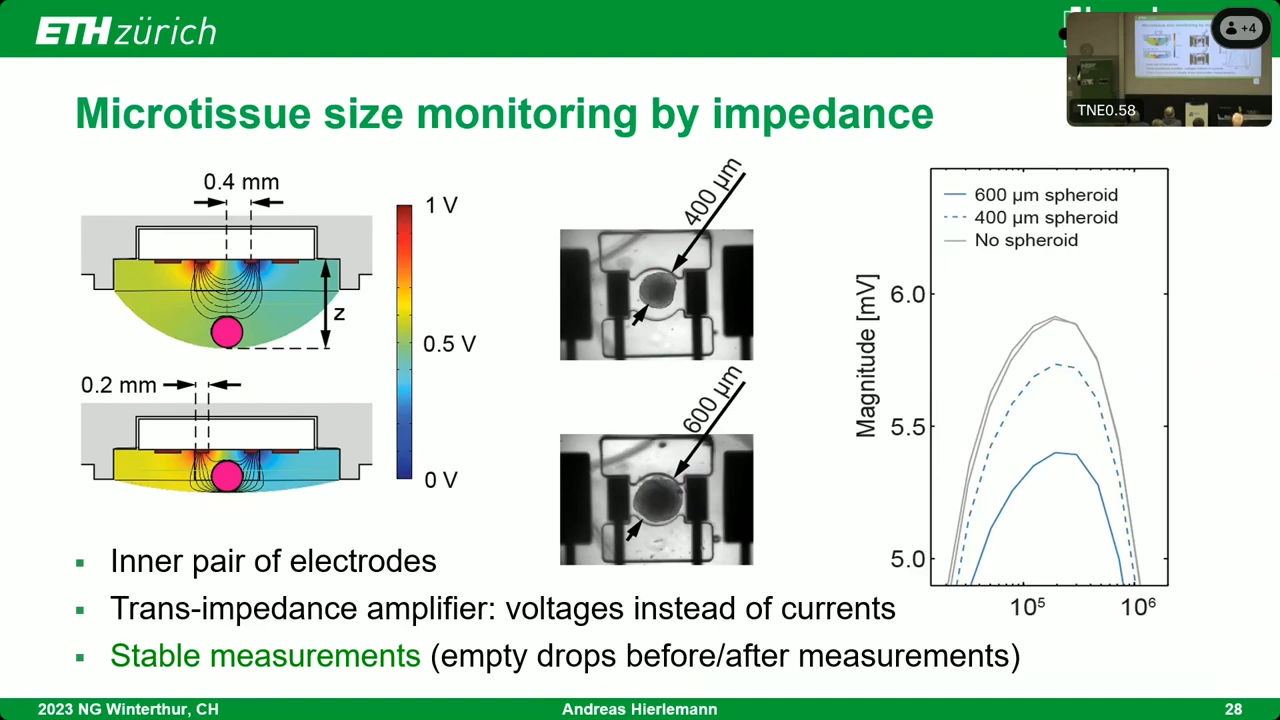 ETH zürich
+4
TNE0.58
Microtissue size monitoring by impedance
0.4 mm
z
0.2 mm
1 V
0.5 V
0 V
400 µm
600 µm
600 µm spheroid
400 µm spheroid
No spheroid
Magnitude [mV]
6.0
5.5
5.0
10⁵
10⁶
▪ Inner pair of electrodes
▪ Trans-impedance amplifier: voltages instead of currents
▪ Stable measurements (empty drops before/after measurements)
2023 NG Winterthur, CH
Andreas Hierlemann
28